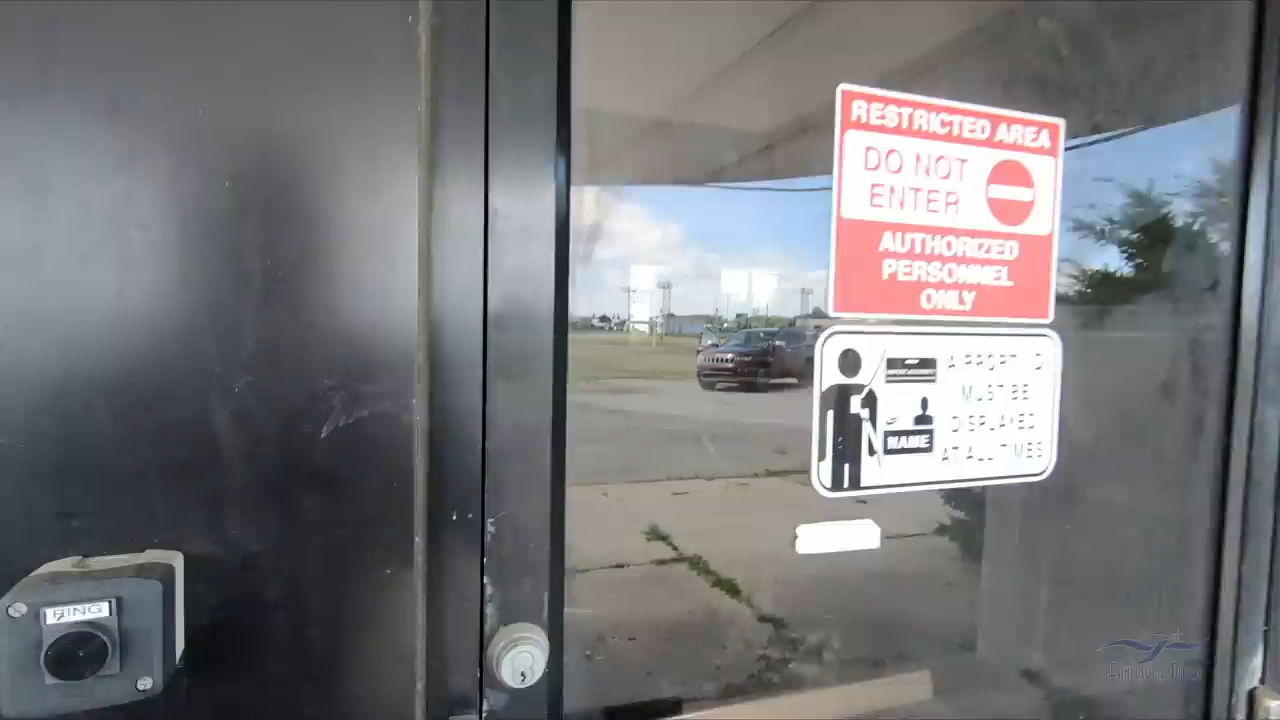 RESTRICTED AREA
DO NOT
ENTER
AUTHORIZED
PERSONNEL
ONLY
AIRPORT ID
MUST BE
DISPLAYED
AT ALL TIMES
NAME
RING